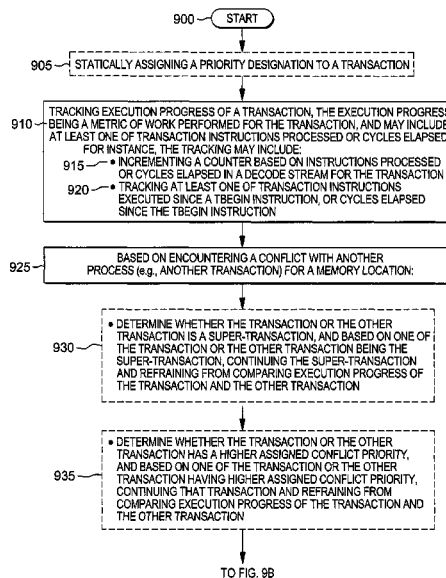 900
START
905
STATICALLY ASSIGNING A PRIORITY DESIGNATION TO A TRANSACTION
910
TRACKING EXECUTION PROGRESS OF A TRANSACTION, THE EXECUTION PROGRESS
BEING A METRIC OF WORK PERFORMED FOR THE TRANSACTION, AND MAY INCLUDE
AT LEAST ONE OF TRANSACTION INSTRUCTIONS PROCESSED OR CYCLES ELAPSED
FOR INSTANCE, THE TRACKING MAY INCLUDE:
915
• INCREMENTING A COUNTER BASED ON INSTRUCTIONS PROCESSED
OR CYCLES ELAPSED IN A DECODE STREAM FOR THE TRANSACTION
920
• TRACKING AT LEAST ONE OF TRANSACTION INSTRUCTIONS
EXECUTED SINCE A TBEGIN INSTRUCTION, OR CYCLES ELAPSED
SINCE THE TBEGIN INSTRUCTION
925
BASED ON ENCOUNTERING A CONFLICT WITH ANOTHER
PROCESS (e.g., ANOTHER TRANSACTION) FOR A MEMORY LOCATION:
930
• DETERMINE WHETHER THE TRANSACTION OR THE OTHER
TRANSACTION IS A SUPER-TRANSACTION, AND BASED ON ONE OF
THE TRANSACTION OR THE OTHER TRANSACTION BEING THE
SUPER-TRANSACTION, CONTINUING THE SUPER-TRANSACTION
AND REFRAINING FROM COMPARING EXECUTION PROGRESS OF
THE TRANSACTION AND THE OTHER TRANSACTION
935
• DETERMINE WHETHER THE TRANSACTION OR THE OTHER
TRANSACTION HAS A HIGHER ASSIGNED CONFLICT PRIORITY,
AND BASED ON ONE OF THE TRANSACTION OR THE OTHER
TRANSACTION HAVING HIGHER ASSIGNED CONFLICT PRIORITY,
CONTINUING THAT TRANSACTION AND REFRAINING FROM
COMPARING EXECUTION PROGRESS OF THE TRANSACTION AND
THE OTHER TRANSACTION
TO FIG. 9B